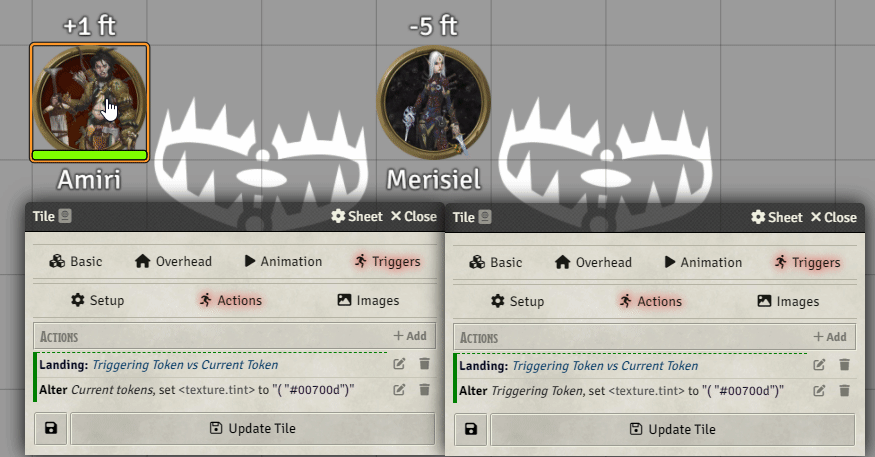 +1 ft
-5 ft
Amiri
Merisiel
Tile Sheet Close
Basic Overhead Animation Triggers
Setup Actions Images
ACTIONS + Add
Landing: Triggering Token vs Current Token
Alter Current tokens, set <texture.tint> to "( "#00700d")"
Update Tile
Tile Sheet Close
Basic Overhead Animation Triggers
Setup Actions Images
ACTIONS + Add
Landing: Triggering Token vs Current Token
Alter Triggering Token, set <texture.tint> to "( "#00700d")"
Update Tile